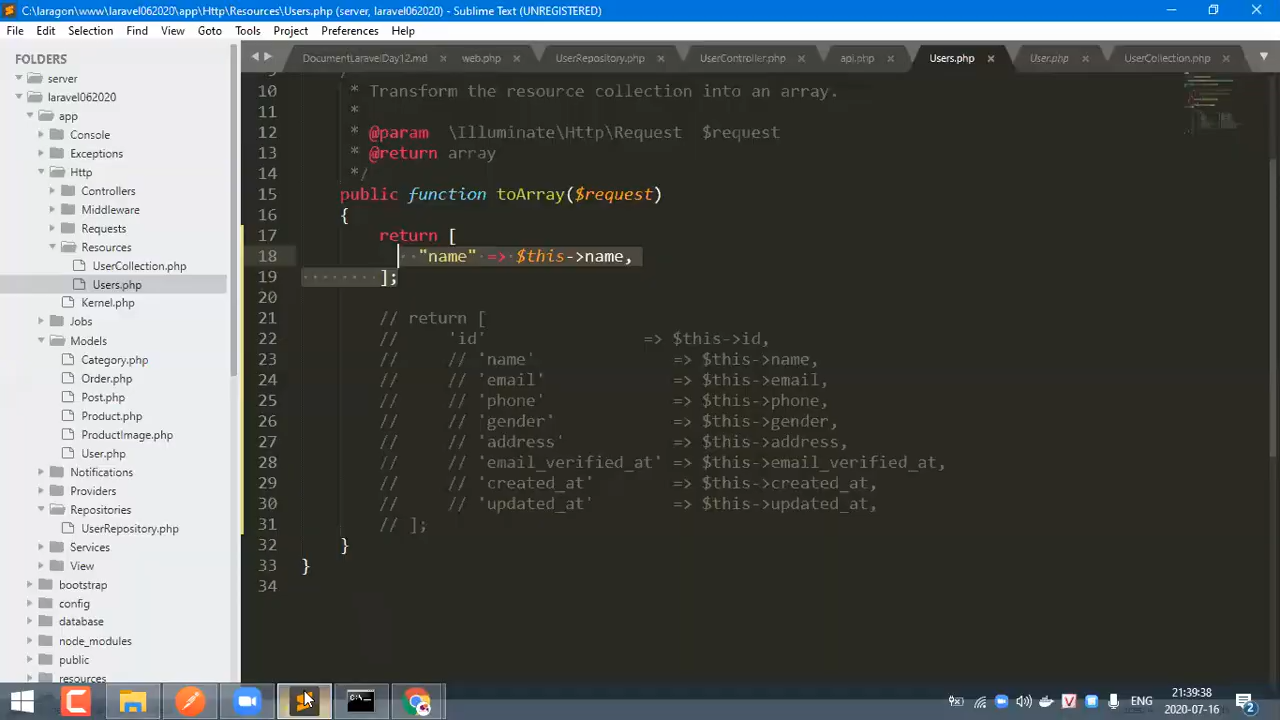 C:\laragon\www\laravel062020\app\Http\Resources\Users.php (server, laravel062020) - Sublime Text (UNREGISTERED)
File Edit Selection Find View Goto Tools Project Preferences Help
FOLDERS
server
laravel062020
app
Console
Exceptions
Http
Controllers
Middleware
Requests
Resources
UserCollection.php
Users.php
Kernel.php
Jobs
Models
Category.php
Order.php
Post.php
Product.php
ProductImage.php
User.php
Notifications
Providers
Repositories
UserRepository.php
Services
View
bootstrap
config
database
node_modules
public
resources
DocumentLaravelDay12.md × web.php × UserRepository.php × UserController.php × api.php × Users.php × User.php × UserCollection.php ×
10 * Transform the resource collection into an array.
11 *
12 * @param \Illuminate\Http\Request $request
13 * @return array
14 */
15 public function toArray($request)
16 {
17 return [
18 "name" => $this->name,
19 ];
20
21 // return [
22 // 'id' => $this->id,
23 // // 'name' => $this->name,
24 // // 'email' => $this->email,
25 // // 'phone' => $this->phone,
26 // // 'gender' => $this->gender,
27 // // 'address' => $this->address,
28 // // 'email_verified_at' => $this->email_verified_at,
29 // // 'created_at' => $this->created_at,
30 // // 'updated_at' => $this->updated_at,
31 // ];
32 }
33 }
34
ENG
21:39:38
2020-07-16
2